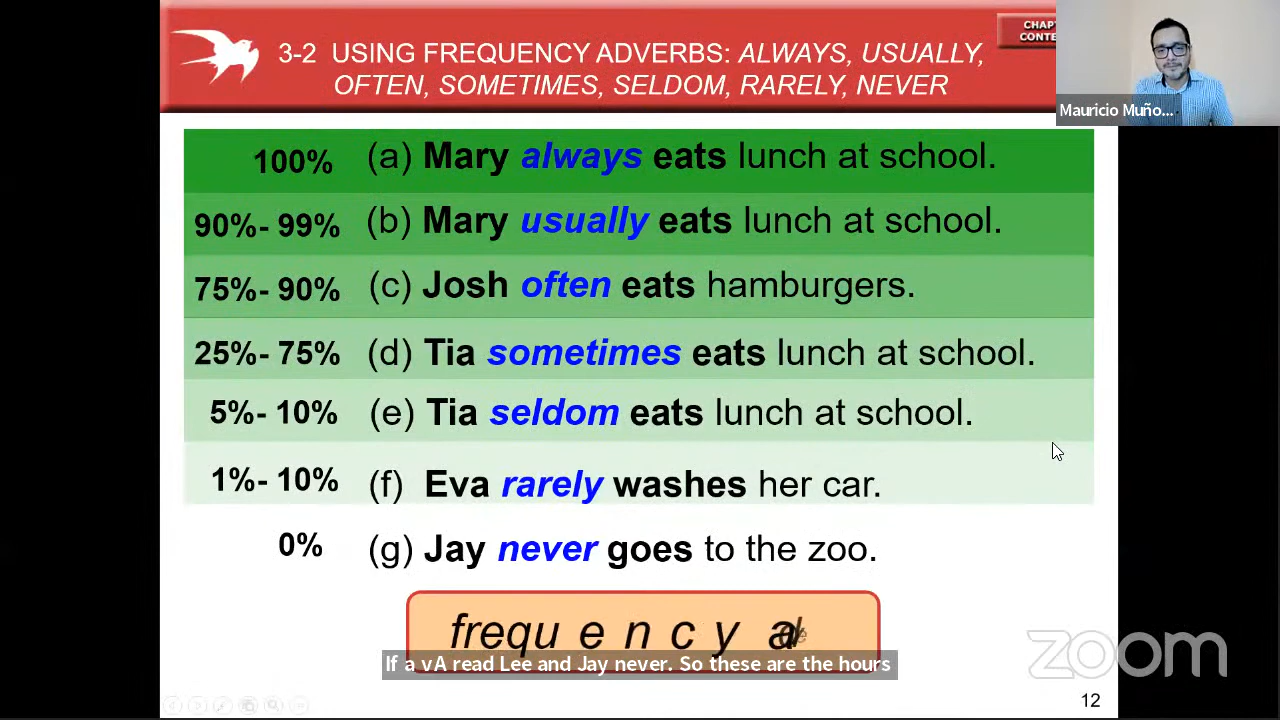 3-2 USING FREQUENCY ADVERBS: ALWAYS, USUALLY,
OFTEN, SOMETIMES, SELDOM, RARELY, NEVER
CHAP
CONTE
Mauricio Muño...
100% (a) Mary always eats lunch at school.
90%- 99% (b) Mary usually eats lunch at school.
75%- 90% (c) Josh often eats hamburgers.
25%- 75% (d) Tia sometimes eats lunch at school.
5%- 10% (e) Tia seldom eats lunch at school.
1%- 10% (f) Eva rarely washes her car.
0% (g) Jay never goes to the zoo.
frequency
If a vA read Lee and Jay never. So these are the hours
zoom
12